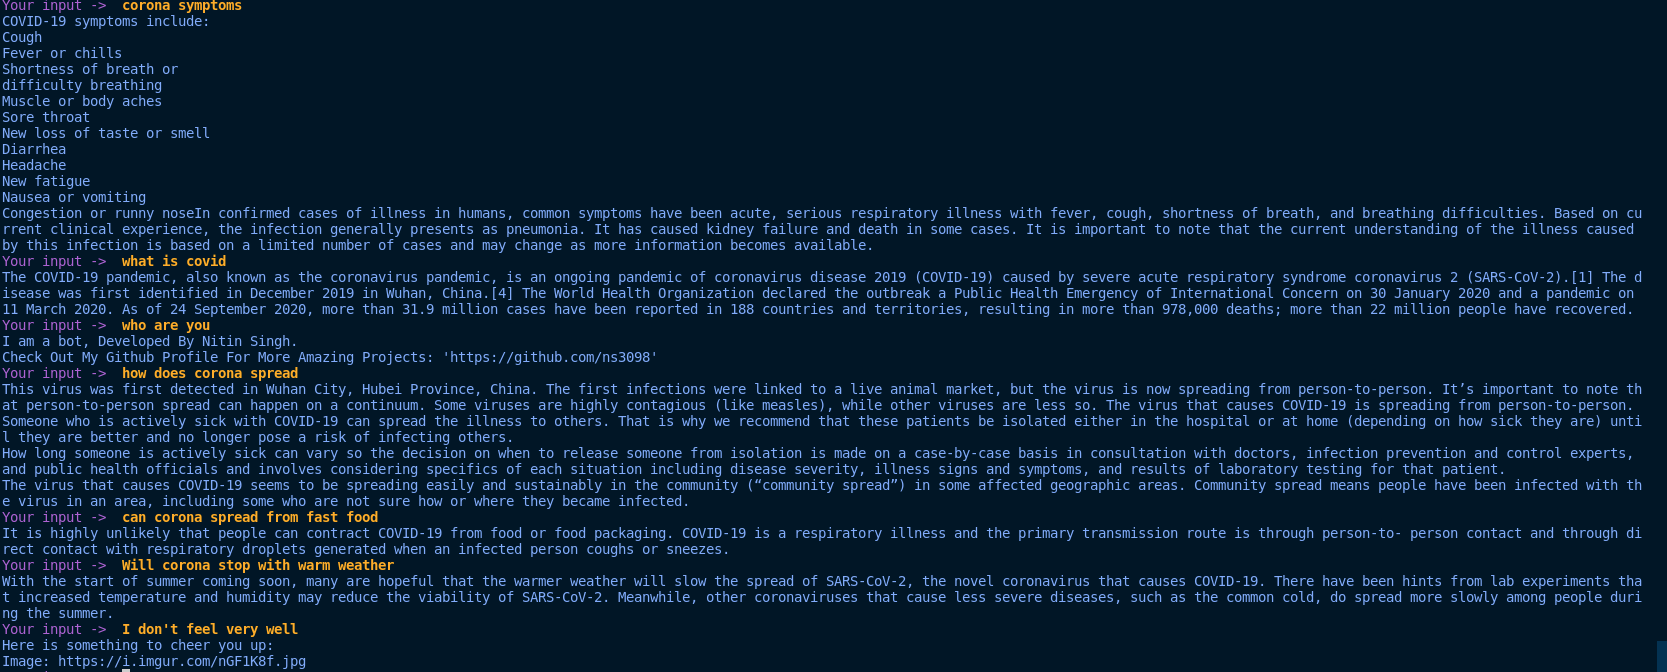 Your input ->  corona symptoms
COVID-19 symptoms include:
Cough
Fever or chills
Shortness of breath or
difficulty breathing
Muscle or body aches
Sore throat
New loss of taste or smell
Diarrhea
Headache
New fatigue
Nausea or vomiting
Congestion or runny noseIn confirmed cases of illness in humans, common symptoms have been acute, serious respiratory illness with fever, cough, shortness of breath, and breathing difficulties. Based on cu
rrent clinical experience, the infection generally presents as pneumonia. It has caused kidney failure and death in some cases. It is important to note that the current understanding of the illness caused
by this infection is based on a limited number of cases and may change as more information becomes available.
Your input ->  what is covid
The COVID-19 pandemic, also known as the coronavirus pandemic, is an ongoing pandemic of coronavirus disease 2019 (COVID-19) caused by severe acute respiratory syndrome coronavirus 2 (SARS-CoV-2).[1] The d
isease was first identified in December 2019 in Wuhan, China.[4] The World Health Organization declared the outbreak a Public Health Emergency of International Concern on 30 January 2020 and a pandemic on
11 March 2020. As of 24 September 2020, more than 31.9 million cases have been reported in 188 countries and territories, resulting in more than 978,000 deaths; more than 22 million people have recovered.
Your input ->  who are you
I am a bot, Developed By Nitin Singh.
Check Out My Github Profile For More Amazing Projects: 'https://github.com/ns3098'
Your input ->  how does corona spread
This virus was first detected in Wuhan City, Hubei Province, China. The first infections were linked to a live animal market, but the virus is now spreading from person-to-person. It’s important to note th
at person-to-person spread can happen on a continuum. Some viruses are highly contagious (like measles), while other viruses are less so. The virus that causes COVID-19 is spreading from person-to-person.
Someone who is actively sick with COVID-19 can spread the illness to others. That is why we recommend that these patients be isolated either in the hospital or at home (depending on how sick they are) unti
l they are better and no longer pose a risk of infecting others.
How long someone is actively sick can vary so the decision on when to release someone from isolation is made on a case-by-case basis in consultation with doctors, infection prevention and control experts,
and public health officials and involves considering specifics of each situation including disease severity, illness signs and symptoms, and results of laboratory testing for that patient.
The virus that causes COVID-19 seems to be spreading easily and sustainably in the community (“community spread”) in some affected geographic areas. Community spread means people have been infected with th
e virus in an area, including some who are not sure how or where they became infected.
Your input ->  can corona spread from fast food
It is highly unlikely that people can contract COVID-19 from food or food packaging. COVID-19 is a respiratory illness and the primary transmission route is through person-to- person contact and through di
rect contact with respiratory droplets generated when an infected person coughs or sneezes.
Your input ->  Will corona stop with warm weather
With the start of summer coming soon, many are hopeful that the warmer weather will slow the spread of SARS-CoV-2, the novel coronavirus that causes COVID-19. There have been hints from lab experiments tha
t increased temperature and humidity may reduce the viability of SARS-CoV-2. Meanwhile, other coronaviruses that cause less severe diseases, such as the common cold, do spread more slowly among people duri
ng the summer.
Your input ->  I don't feel very well
Here is something to cheer you up:
Image: https://i.imgur.com/nGF1K8f.jpg